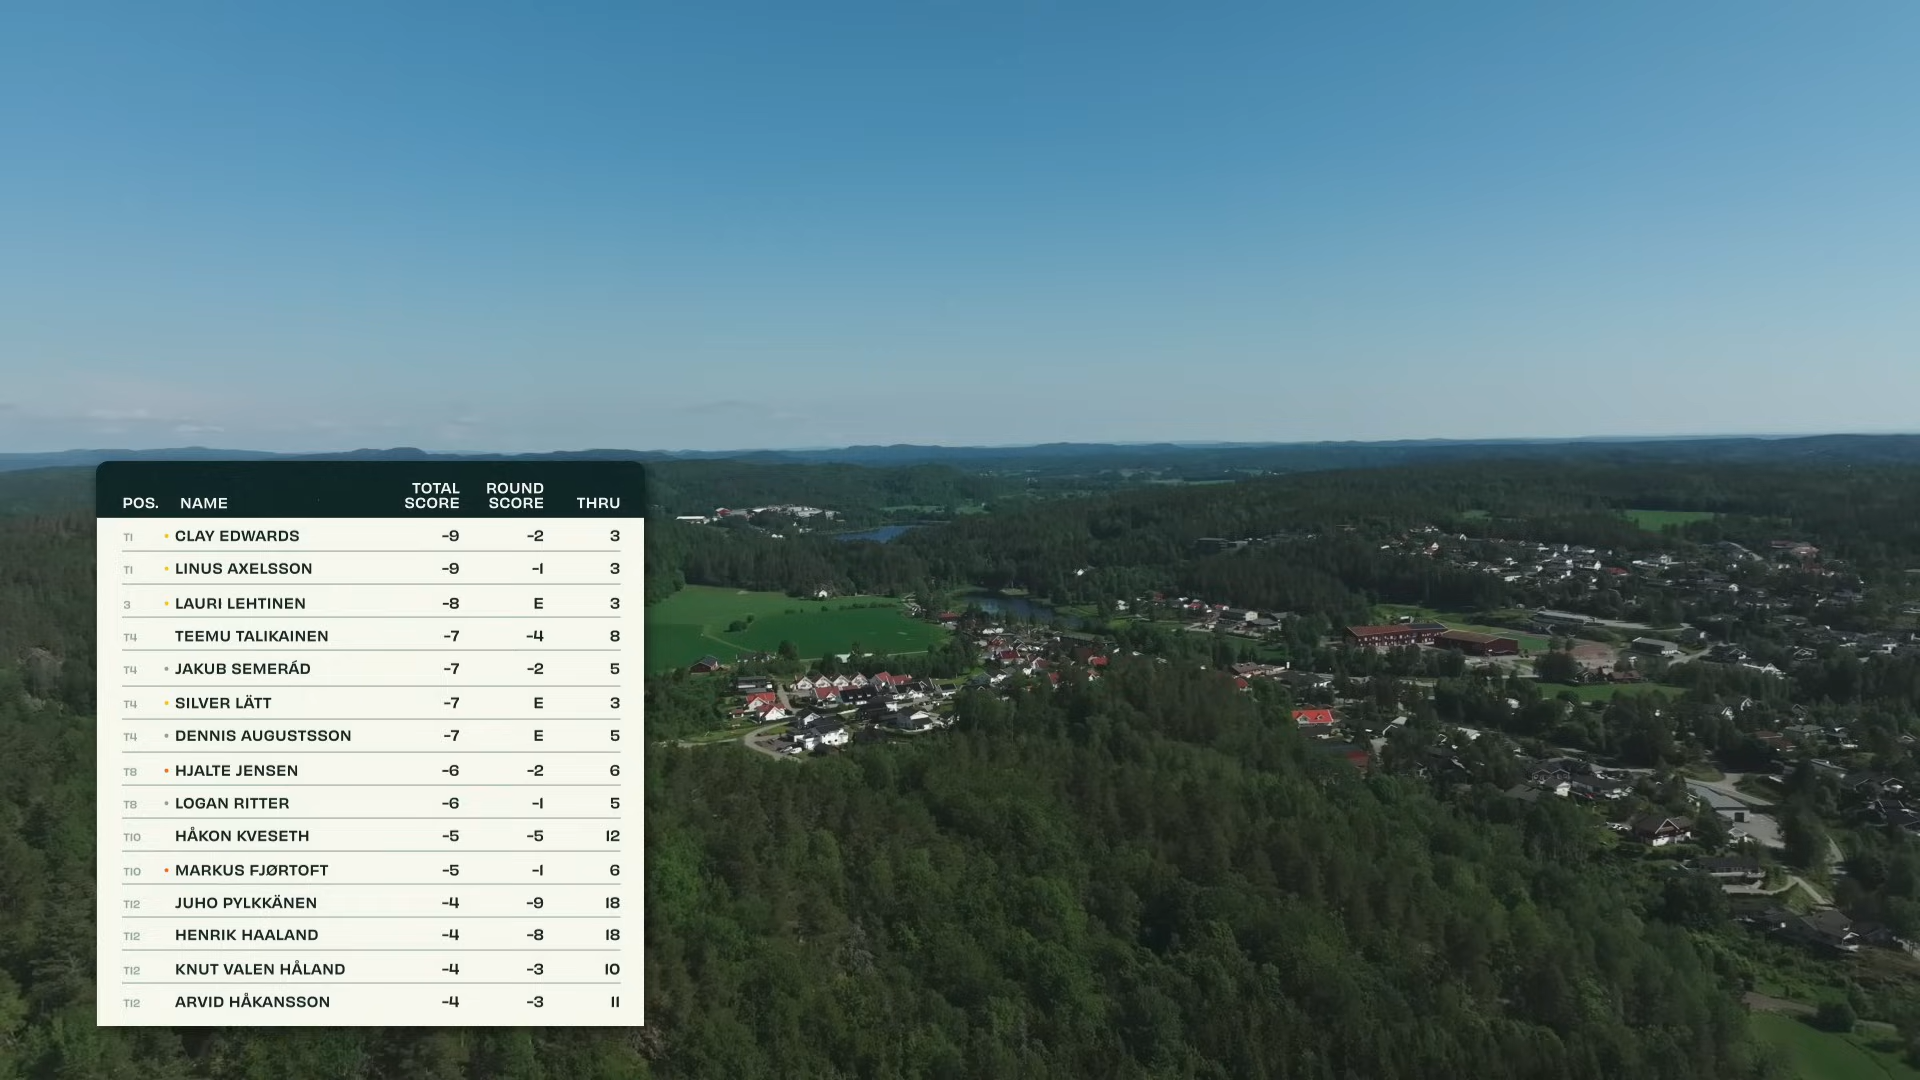 POS. NAME TOTAL SCORE ROUND SCORE THRU
T1 CLAY EDWARDS -9 -2 3
T1 LINUS AXELSSON -9 -1 3
3 LAURI LEHTINEN -8 E 3
T4 TEEMU TALIKAINEN -7 -4 8
T4 JAKUB SEMERÁD -7 -2 5
T4 SILVER LÄTT -7 E 3
T4 DENNIS AUGUSTSSON -7 E 5
T8 HJALTE JENSEN -6 -2 6
T8 LOGAN RITTER -6 -1 5
T10 HÅKON KVESETH -5 -5 12
T10 MARKUS FJØRTOFT -5 -1 6
T12 JUHO PYLKKÄNEN -4 -9 18
T12 HENRIK HAALAND -4 -8 18
T12 KNUT VALEN HÅLAND -4 -3 10
T12 ARVID HÅKANSSON -4 -3 11